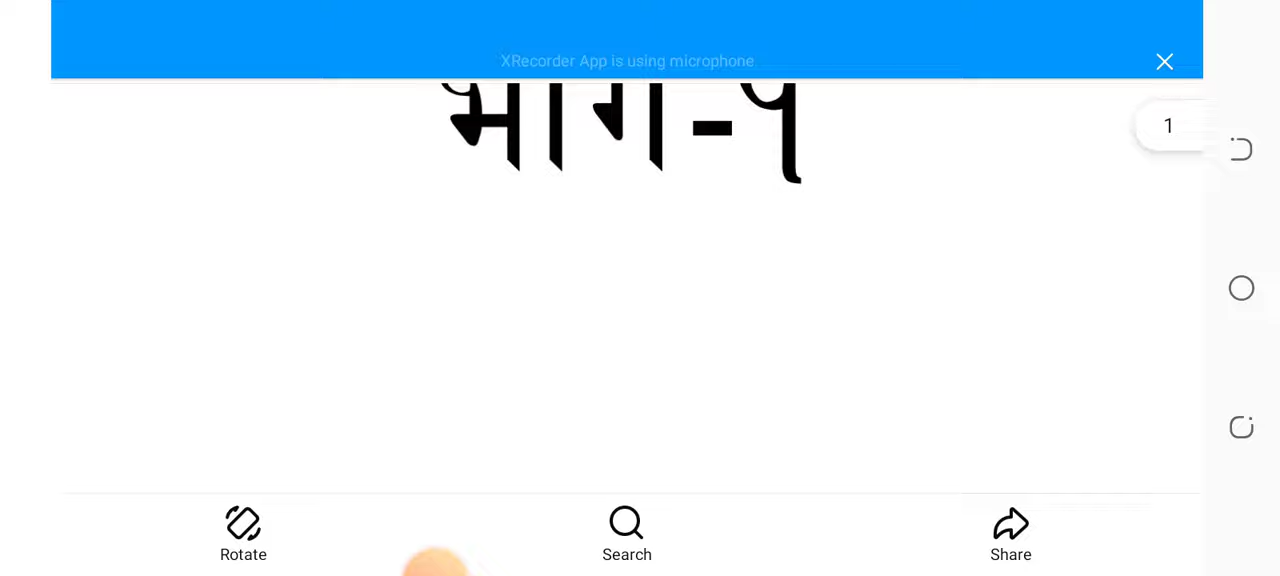 XRecorder App is using microphone
भाग-१
1
Rotate
Search
Share